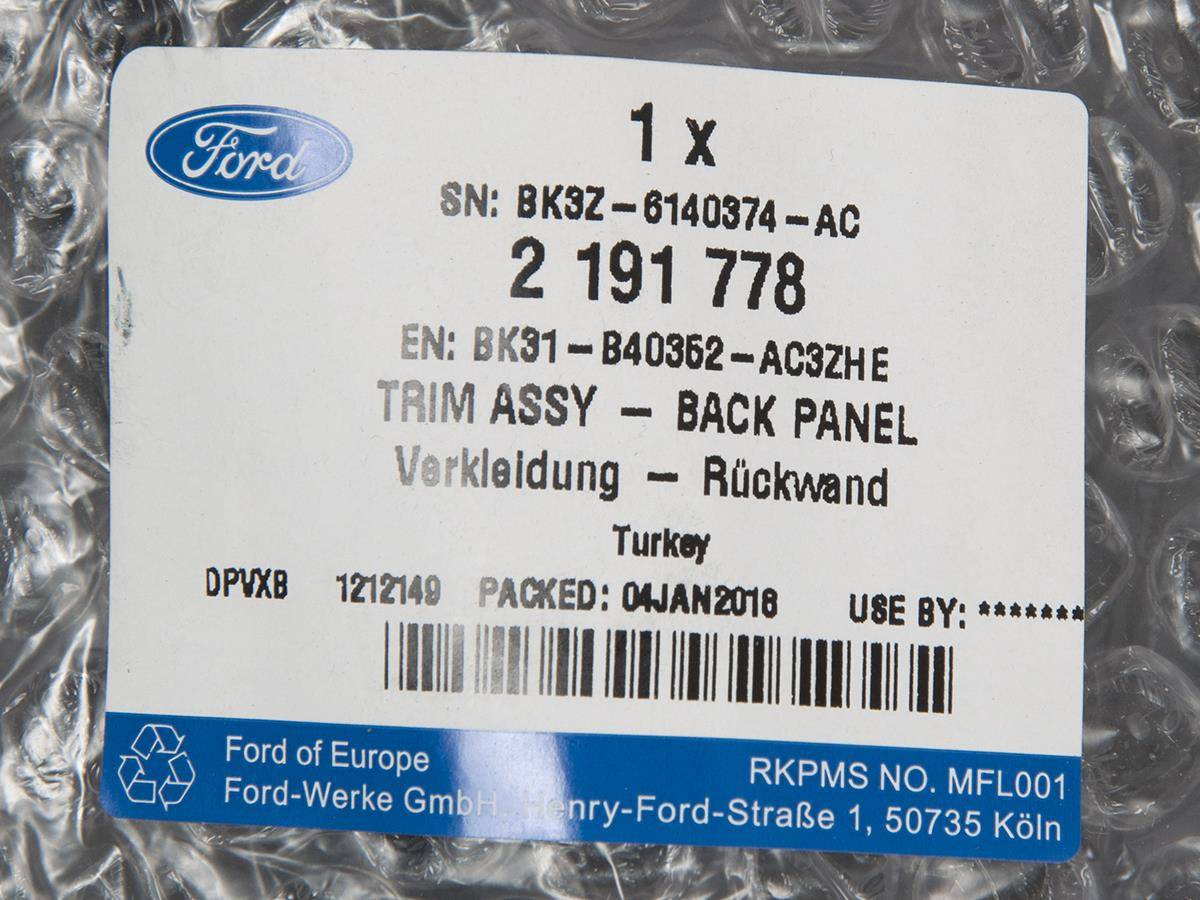 Ford
1 x
SN: BK3Z-6140374-AC
2 191 778
EN: BK31-B40352-AC3ZHE
TRIM ASSY - BACK PANEL
Verkleidung - Rückwand
Turkey
DPVXB 1212149 PACKED: 04JAN2018 USE BY: *******
Ford of Europe
RKPMS NO. MFL001
Ford-Werke GmbH, Henry-Ford-Straße 1, 50735 Köln